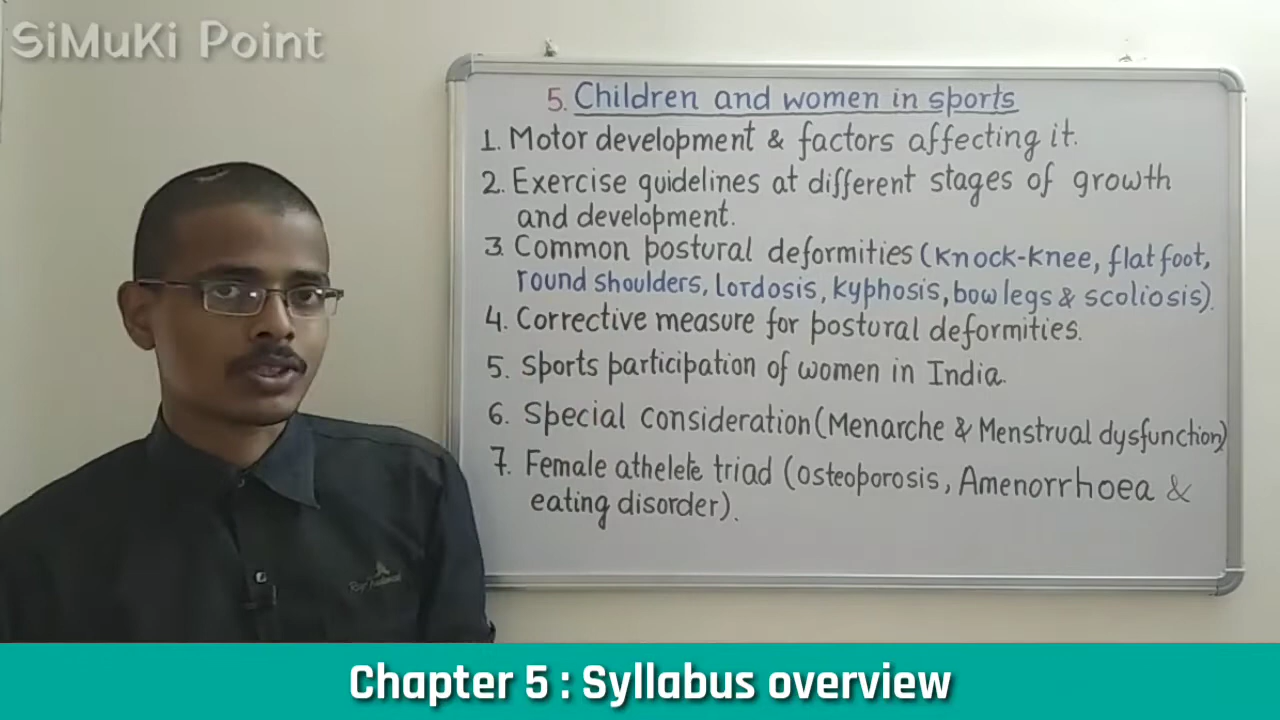 SiMuKi Point
5. Children and women in sports
1. Motor development & factors affecting it.
2. Exercise guidelines at different stages of growth
and development.
3. Common postural deformities (Knock-Knee, flat foot,
round shoulders, Lordosis, Kyphosis, bow legs & scoliosis).
4. Corrective measure for postural deformities.
5. Sports participation of women in India.
6. Special consideration (Menarche & Menstrual dysfunction)
7. Female athelete triad (Osteoporosis, Amenorrhoea &
eating disorder).
Chapter 5 : Syllabus overview